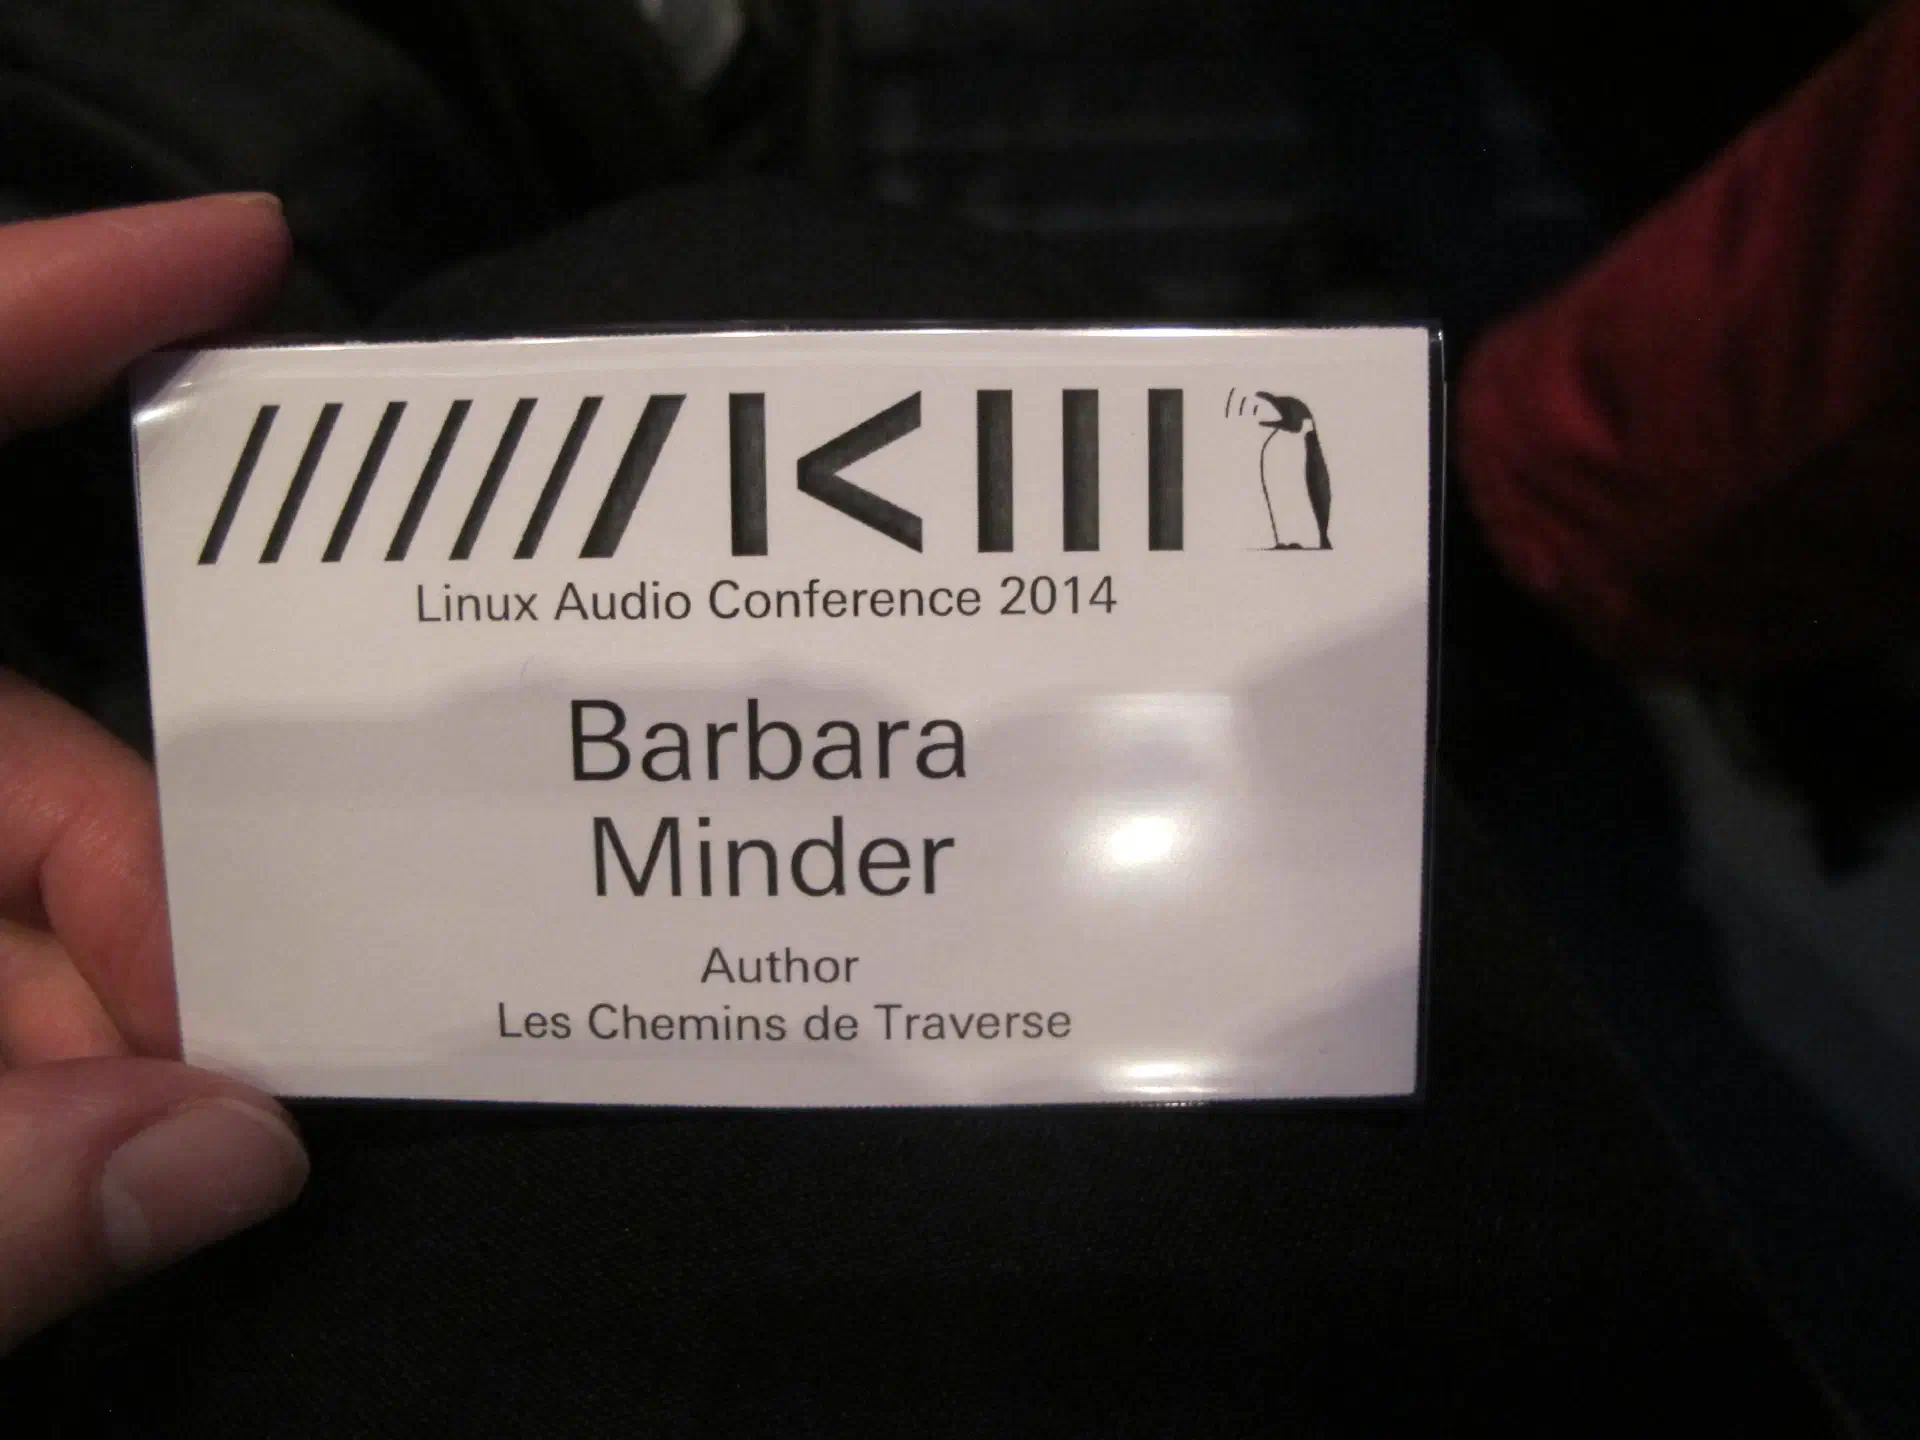 Linux Audio Conference 2014
Barbara
Minder
Author
Les Chemins de Traverse